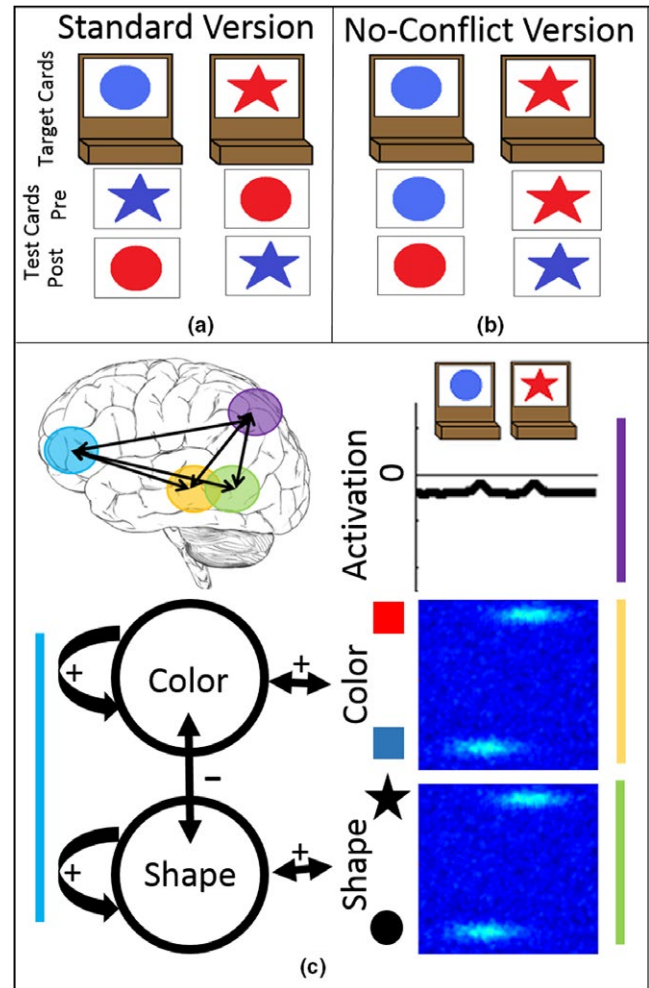 Standard Version
No-Conflict Version
Target Cards
Test Cards
Pre
Post
(a)
(b)
Activation
0
Color
+
+
Color
−
Shape
+
+
Shape
(c)